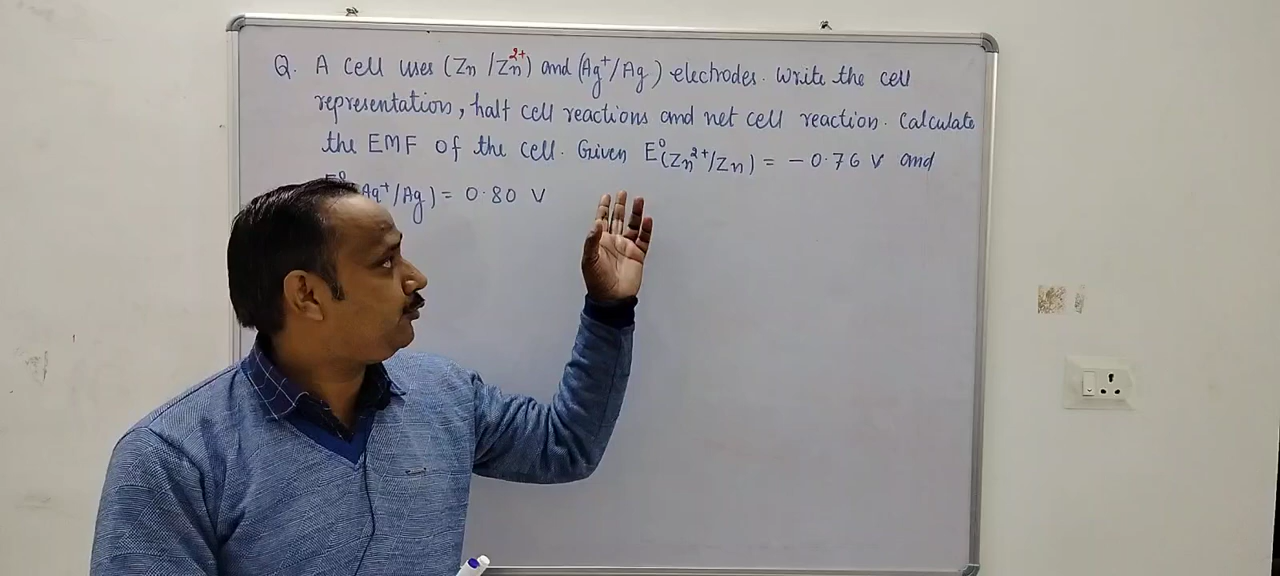 Q. A cell uses (Zn/Zn²⁺) and (Ag⁺/Ag) electrodes. Write the cell
representation, half cell reactions and net cell reaction. Calculate
the EMF of the cell. Given E⁰(Zn²⁺/Zn) = -0.76 V and
Ag⁺/Ag) = 0.80 V